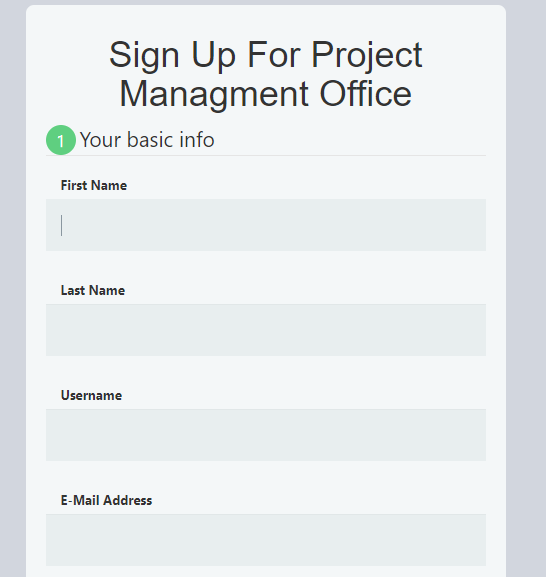 Sign Up For Project
Managment Office
1 Your basic info
First Name
Last Name
Username
E-Mail Address